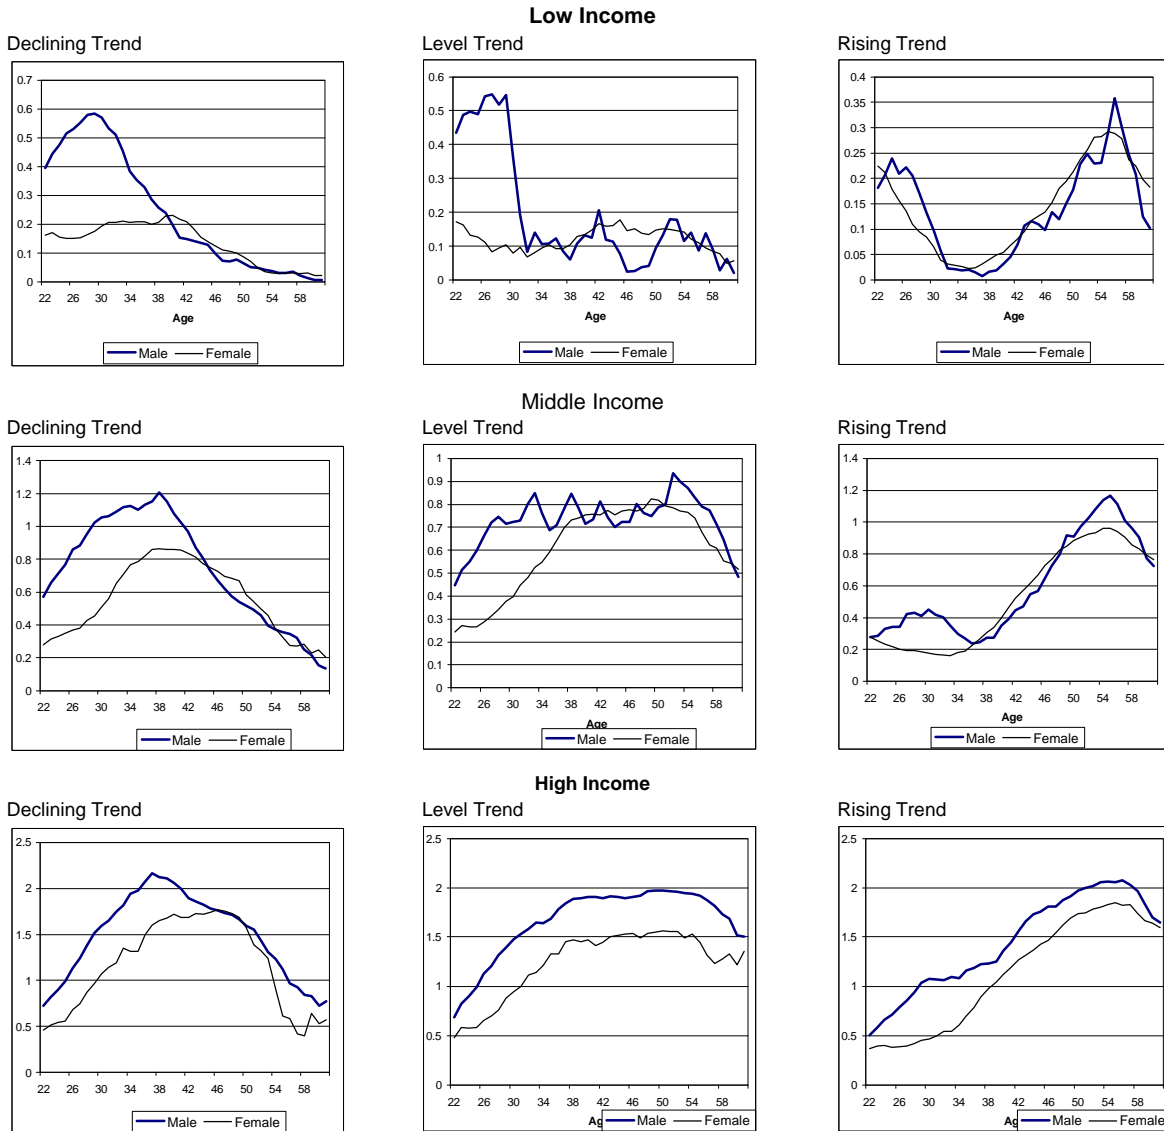 Low Income
Declining Trend
Level Trend
Rising Trend
0.7
0.6
0.5
0.4
0.3
0.2
0.1
0
22 26 30 34 38 42 46 50 54 58
Age
Male Female
0.6
0.5
0.4
0.3
0.2
0.1
0
22 26 30 34 38 42 46 50 54 58
Age
Male Female
0.4
0.35
0.3
0.25
0.2
0.15
0.1
0.05
0
22 26 30 34 38 42 46 50 54 58
Age
Male Female
Middle Income
Declining Trend
Level Trend
Rising Trend
1.4
1.2
1
0.8
0.6
0.4
0.2
0
22 26 30 34 38 42 46 50 54 58
Male Female
1
0.9
0.8
0.7
0.6
0.5
0.4
0.3
0.2
0.1
0
22 26 30 34 38 42 46 50 54 58
Age
Male Female
1.4
1.2
1
0.8
0.6
0.4
0.2
0
22 26 30 34 38 42 46 50 54 58
Age
Male Female
High Income
Declining Trend
Level Trend
Rising Trend
2.5
2
1.5
1
0.5
0
22 26 30 34 38 42 46 50 54 58
Male Female
2.5
2
1.5
1
0.5
0
22 26 30 34 38 42 46 50 54 58
Ag
Male Female
2.5
2
1.5
1
0.5
0
22 26 30 34 38 42 46 50 54 58
Ag
Male Female